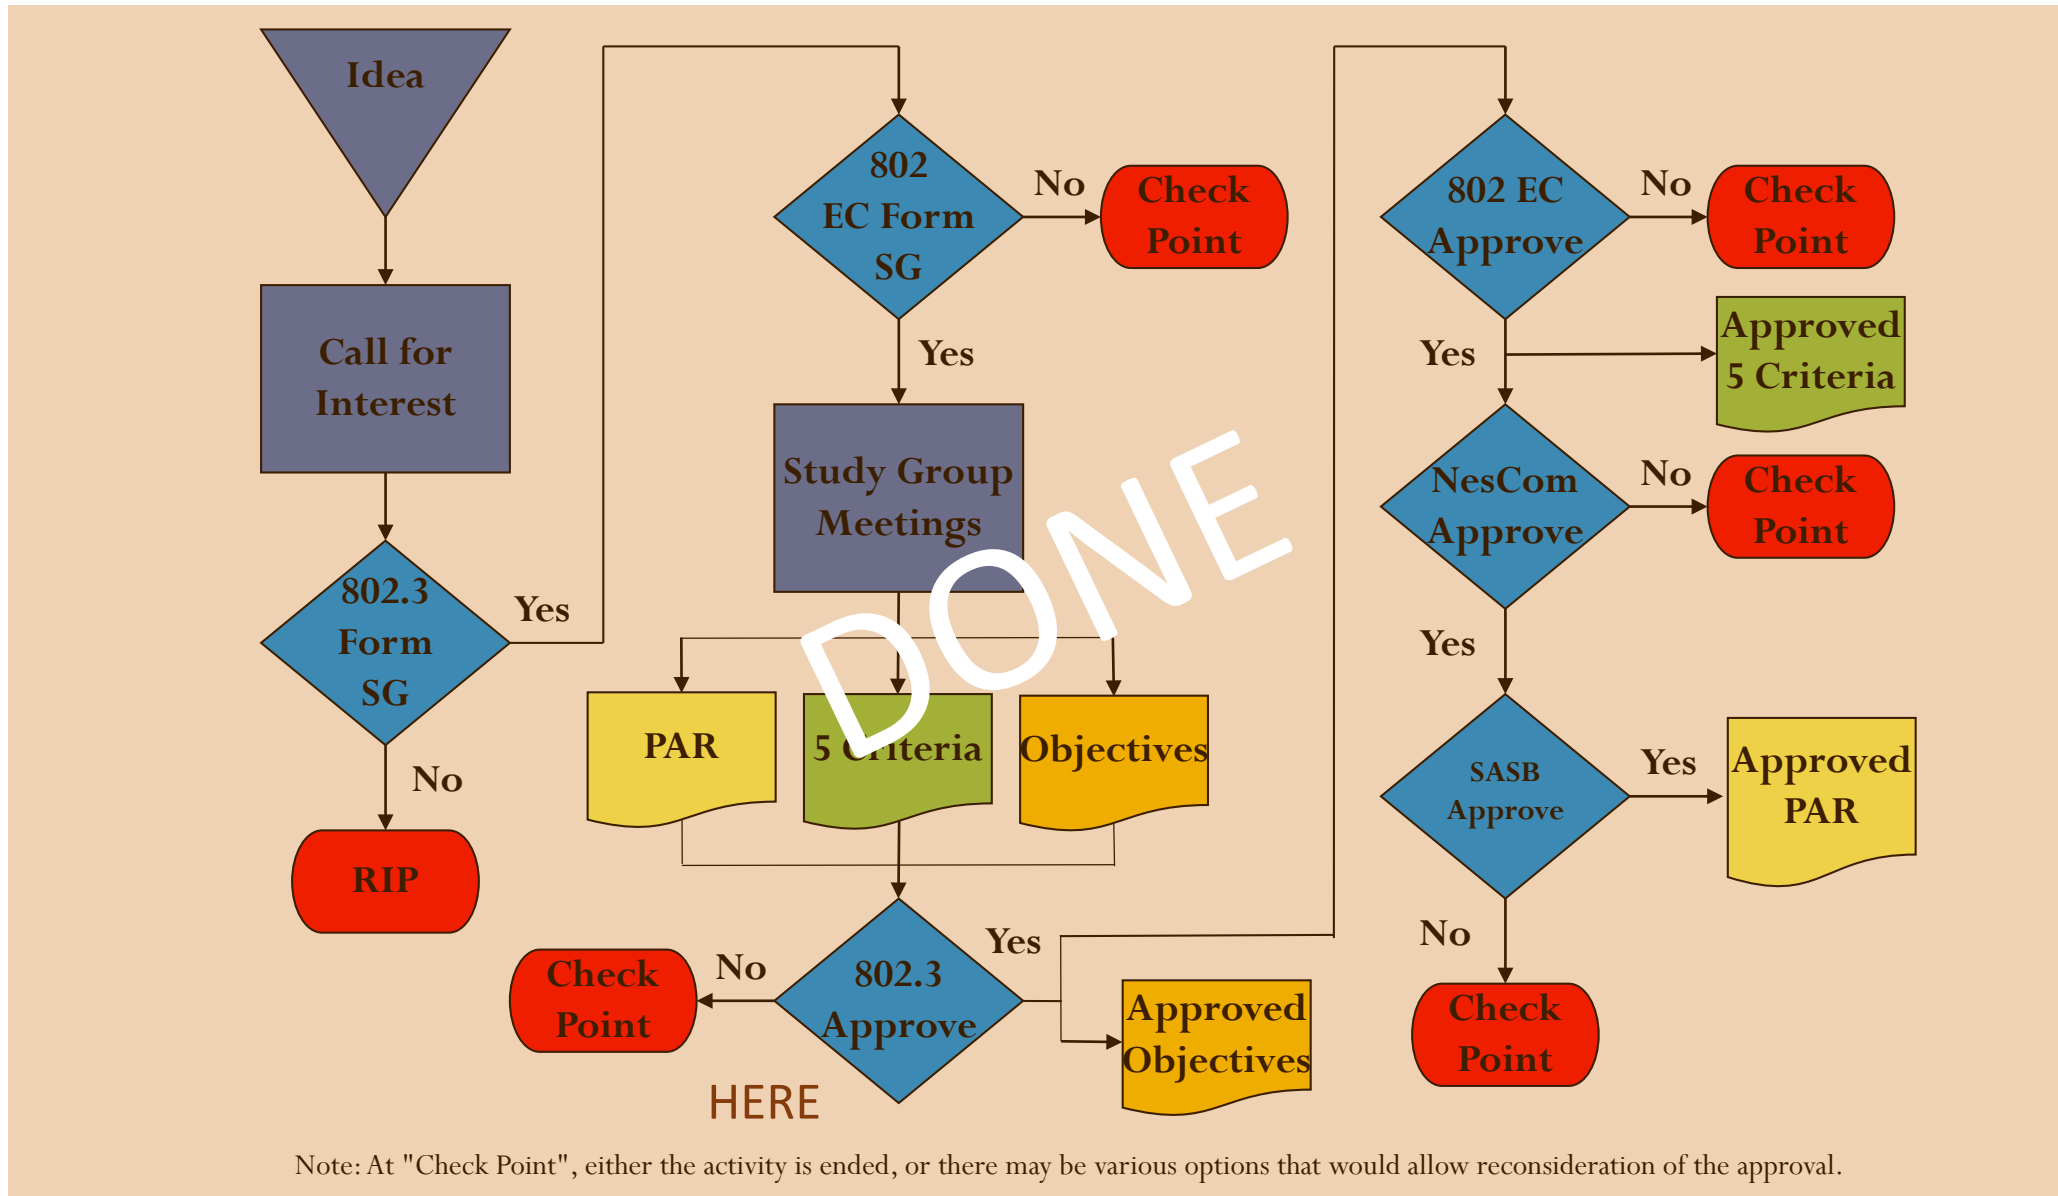 Idea
Call for
Interest
802.3
Form
SG
Yes
No
RIP
802
EC Form
SG
No
Check
Point
Yes
Study Group
Meetings
DONE
PAR
5 Criteria
Objectives
802.3
Approve
No
Check
Point
Yes
Approved
Objectives
HERE
802 EC
Approve
No
Check
Point
Yes
Approved
5 Criteria
NesCom
Approve
No
Check
Point
Yes
SASB
Approve
Yes
Approved
PAR
No
Check
Point
Note: At "Check Point", either the activity is ended, or there may be various options that would allow reconsideration of the approval.